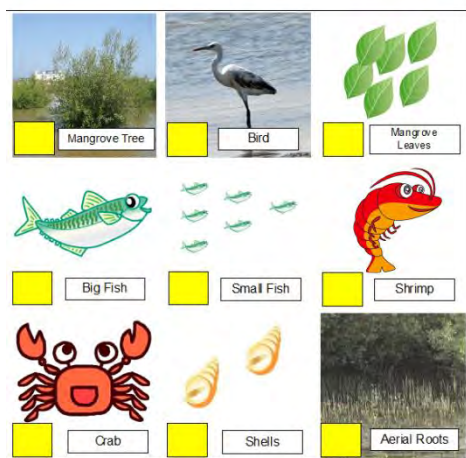 Mangrove Tree
Bird
Mangrove
Leaves
Big Fish
Small Fish
Shrimp
Crab
Shells
Aerial Roots